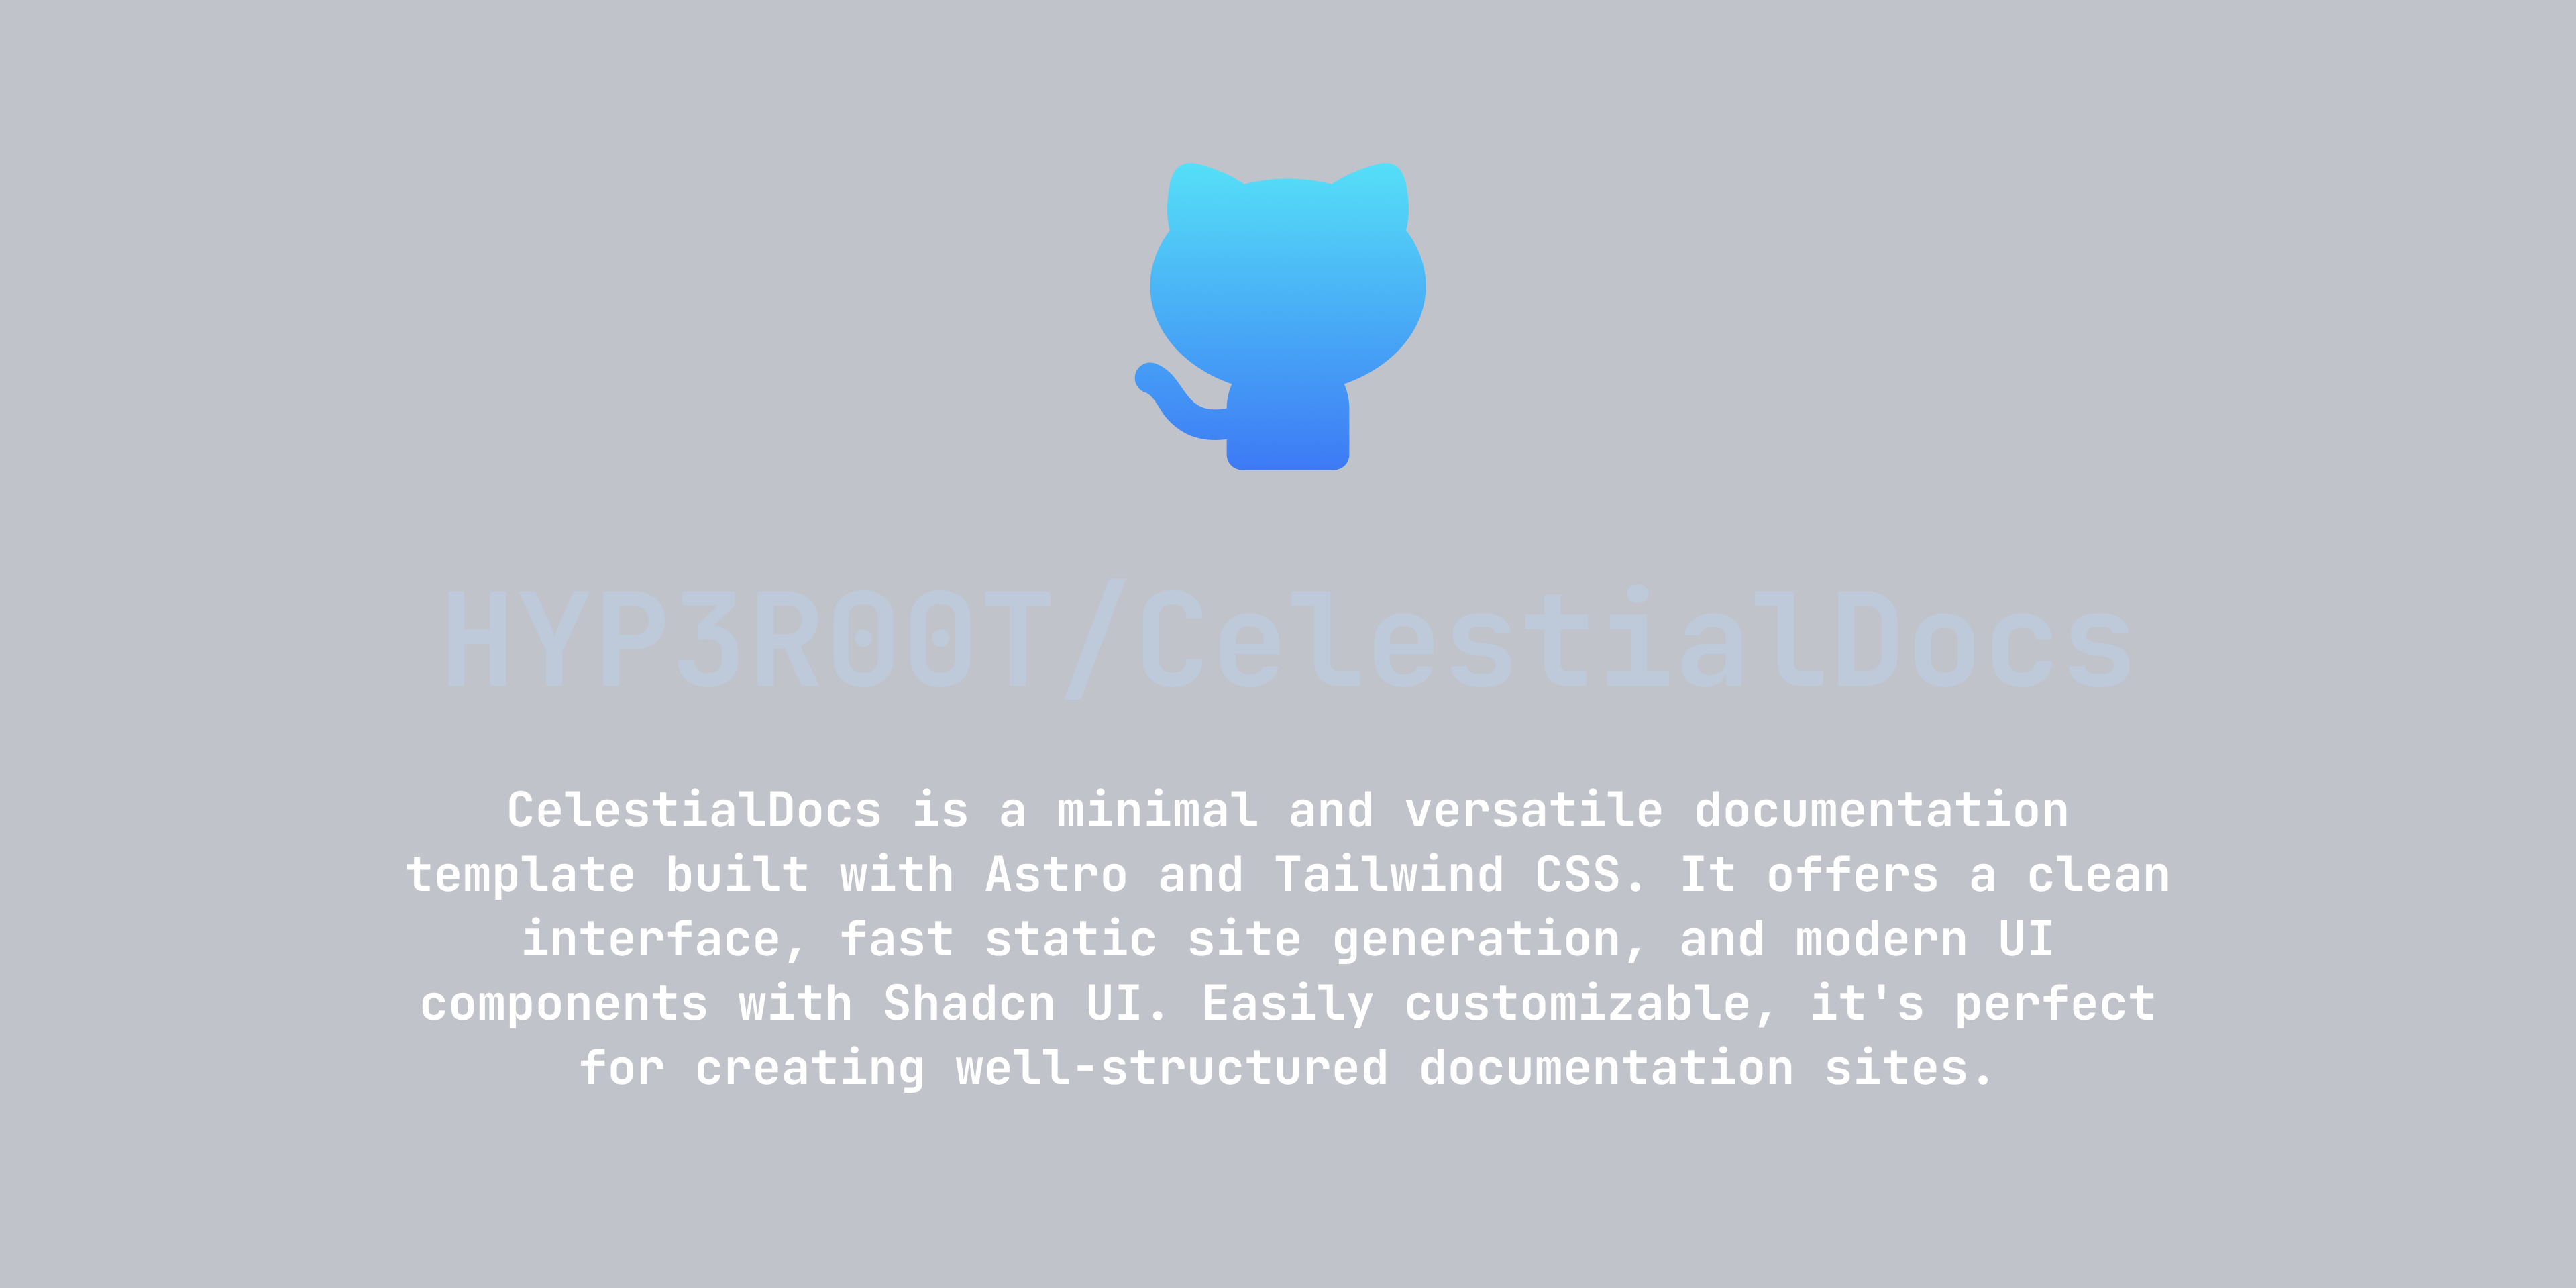 HYP3R00T/CelestialDocs
CelestialDocs is a minimal and versatile documentation
template built with Astro and Tailwind CSS. It offers a clean
interface, fast static site generation, and modern UI
components with Shadcn UI. Easily customizable, it's perfect
for creating well-structured documentation sites.